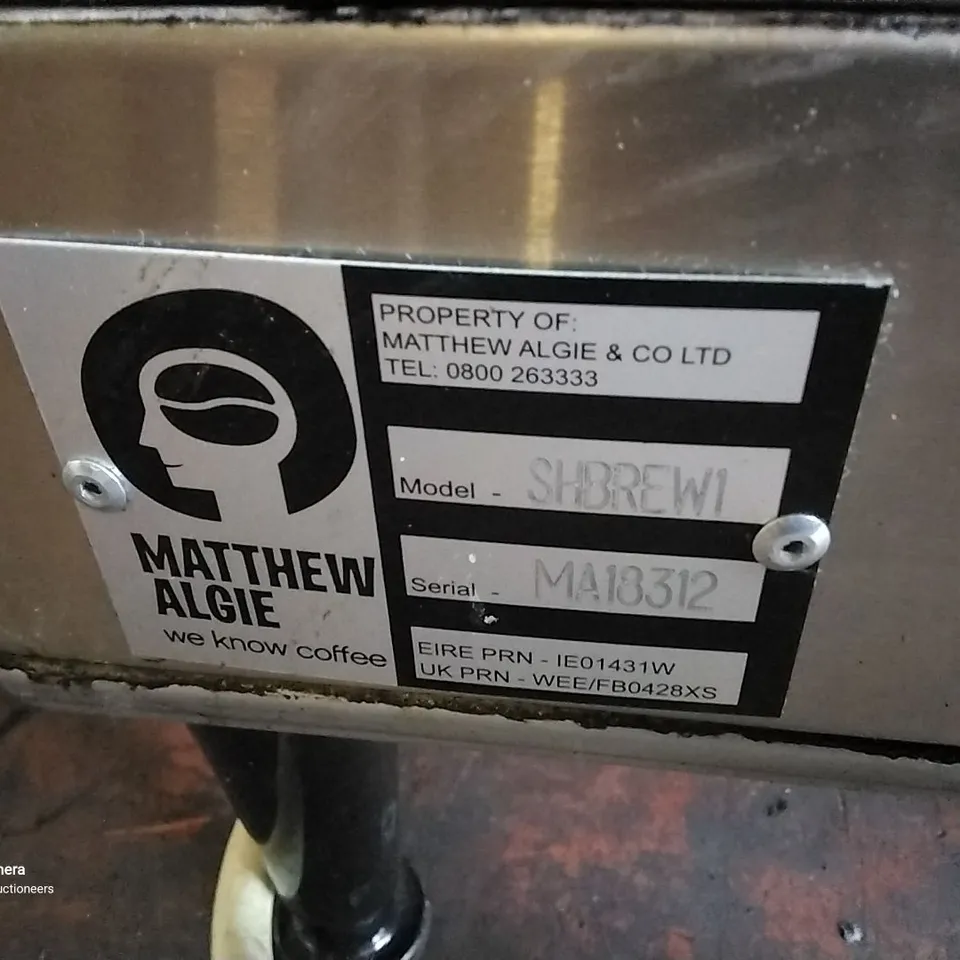 MATTHEW
ALGIE
we know coffee
PROPERTY OF:
MATTHEW ALGIE & CO LTD
TEL: 0800 263333
Model - SHBREW1
Serial - MA18312
EIRE PRN - IE01431W
UK PRN - WEE/FB0428XS